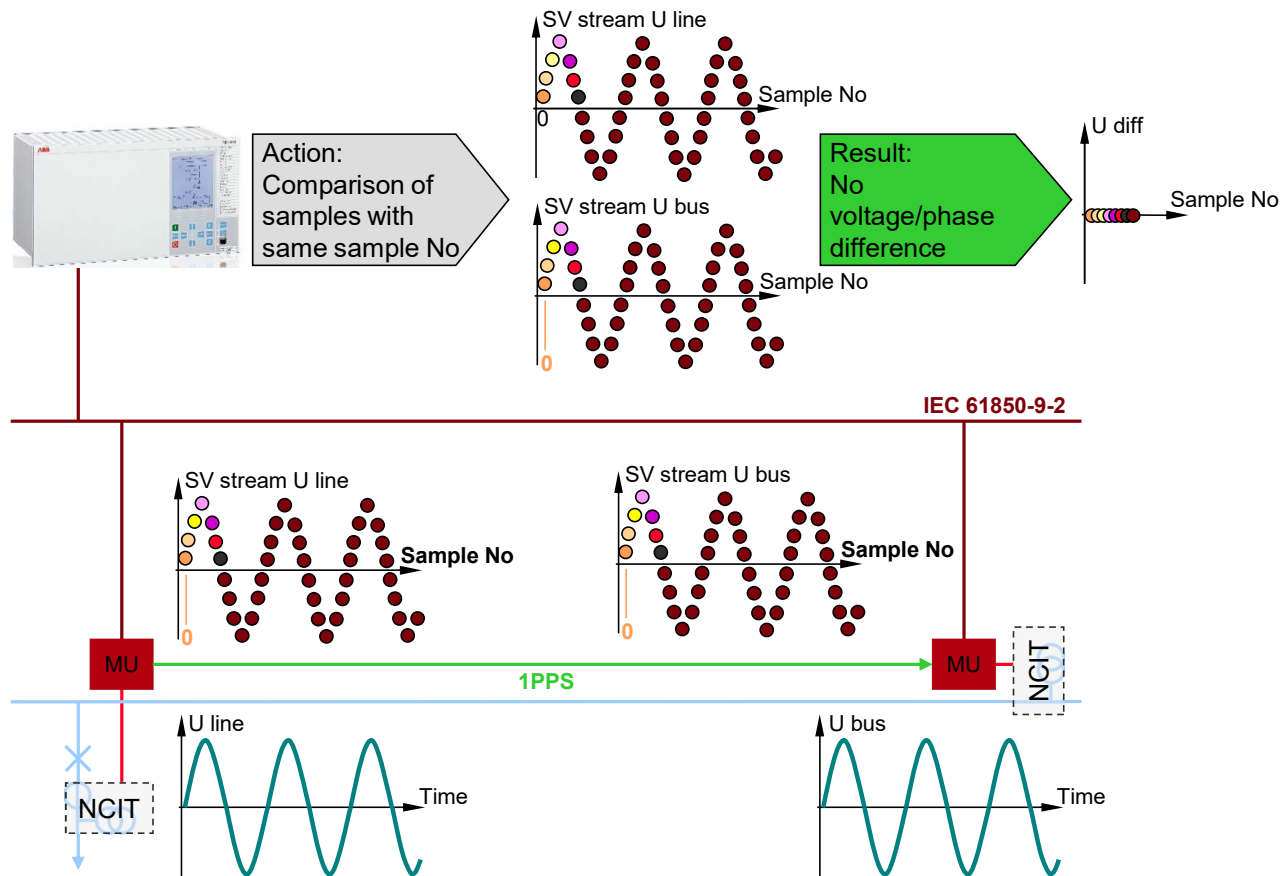 SV stream U line
Sample No
0
ABB
Action:
Comparison of
samples with
same sample No
Result:
No
voltage/phase
difference
U diff
Sample No
SV stream U bus
Sample No
0
IEC 61850-9-2
SV stream U line
Sample No
0
SV stream U bus
Sample No
0
MU
1PPS
MU
NCIT
U line
Time
NCIT
U bus
Time